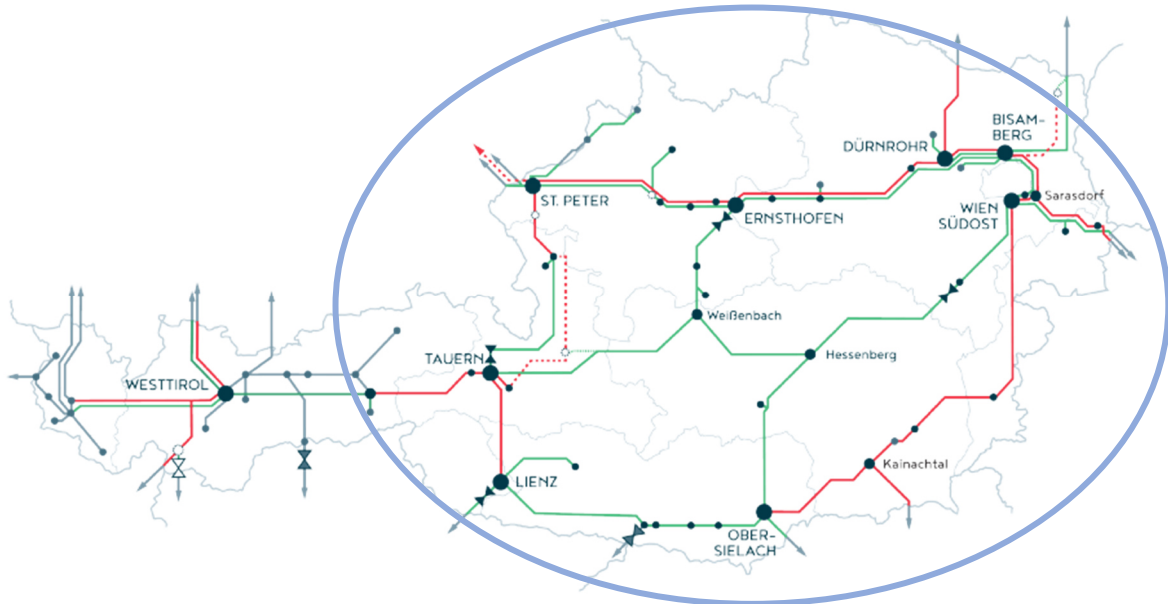 BISAM-
BERG
DÜRNROHR
ST. PETER
Sarasdorf
WIEN
SÜDOST
ERNSTHOFEN
Weißenbach
TAUERN
Hessenberg
WESTTIROL
Kainachtal
LIENZ
OBER-
SIELACH